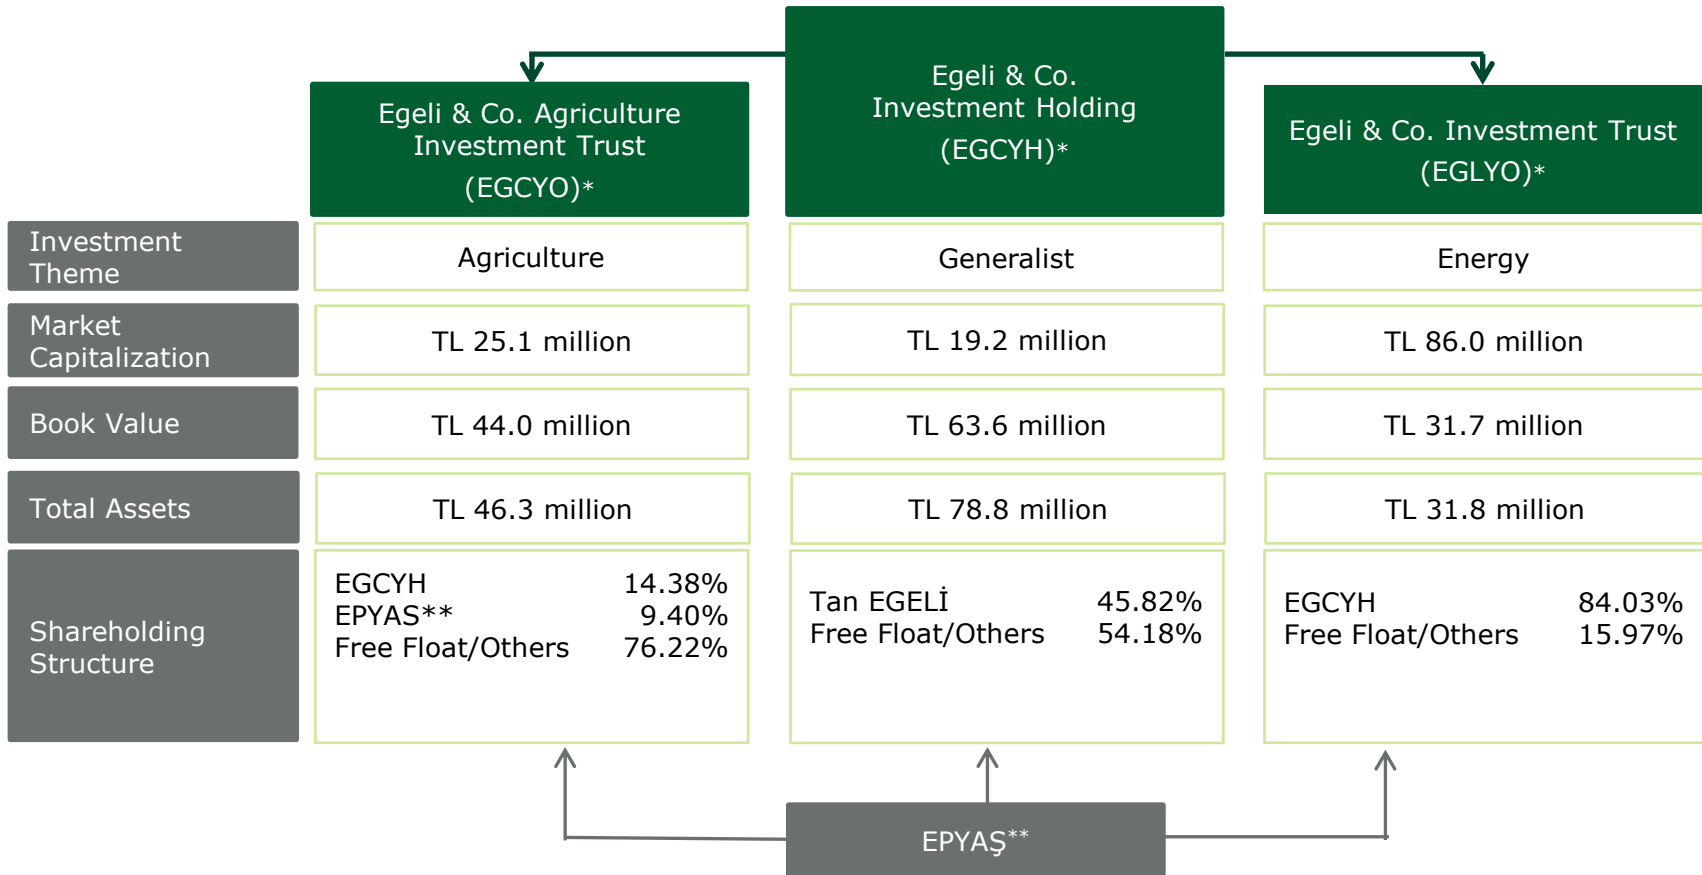 Egeli & Co. Agriculture
Investment Trust
(EGCYO)*
Egeli & Co.
Investment Holding
(EGCYH)*
Egeli & Co. Investment Trust
(EGLYO)*
Investment
Theme
Agriculture
Generalist
Energy
Market
Capitalization
TL 25.1 million
TL 19.2 million
TL 86.0 million
Book Value
TL 44.0 million
TL 63.6 million
TL 31.7 million
Total Assets
TL 46.3 million
TL 78.8 million
TL 31.8 million
Shareholding
Structure
EGCYH 14.38%
EPYAS** 9.40%
Free Float/Others 76.22%
Tan EGELİ 45.82%
Free Float/Others 54.18%
EGCYH 84.03%
Free Float/Others 15.97%
EPYAŞ**